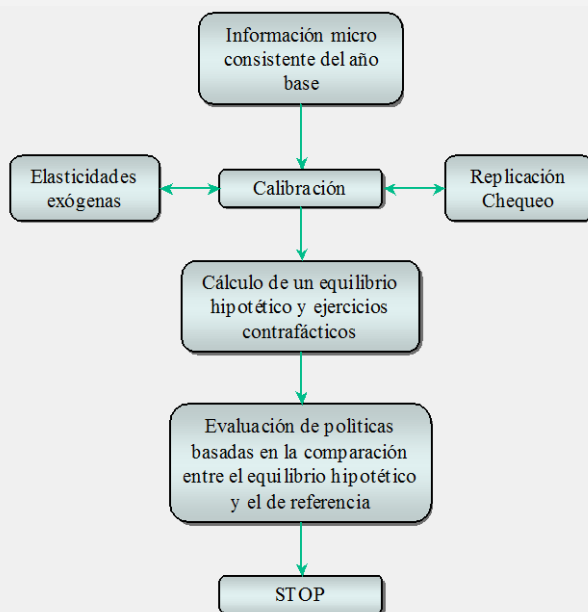 Información micro
consistente del año
base
Elasticidades
exógenas
Calibración
Replicación
Chequeo
Cálculo de un equilibrio
hipotético y ejercicios
contrafácticos
Evaluación de polìticas
basadas en la comparación
entre el equilibrio hipotético
y el de referencia
STOP